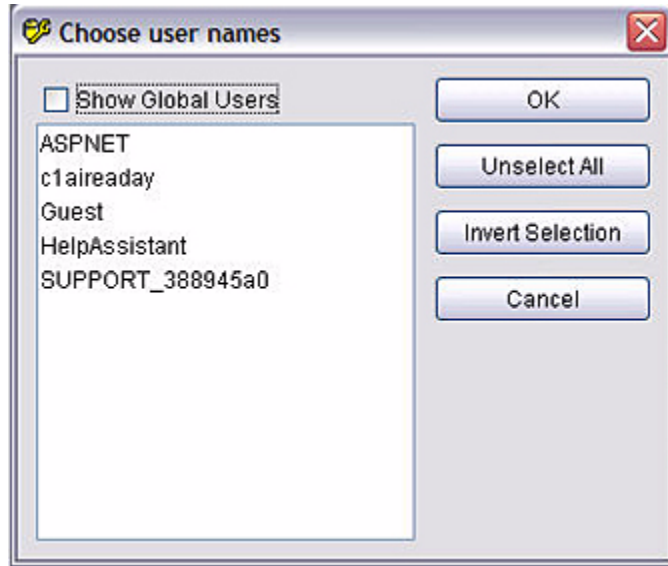 Choose user names
Show Global Users
OK
ASPNET
c1aireaday
Unselect All
Guest
HelpAssistant
Invert Selection
SUPPORT_388945a0
Cancel